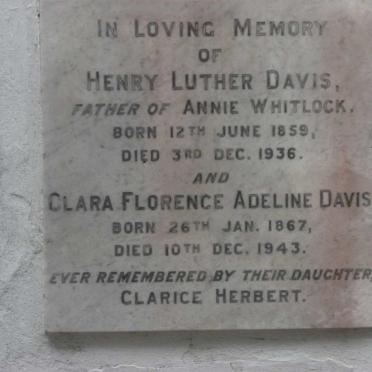 IN LOVING MEMORY
OF
HENRY LUTHER DAVIS,
FATHER OF ANNIE WHITLOCK.
BORN 12TH JUNE 1859,
DIED 3RD DEC. 1936.
AND
CLARA FLORENCE ADELINE DAVIS
BORN 26TH JAN. 1867,
DIED 10TH DEC. 1943.
EVER REMEMBERED BY THEIR DAUGHTER,
CLARICE HERBERT.